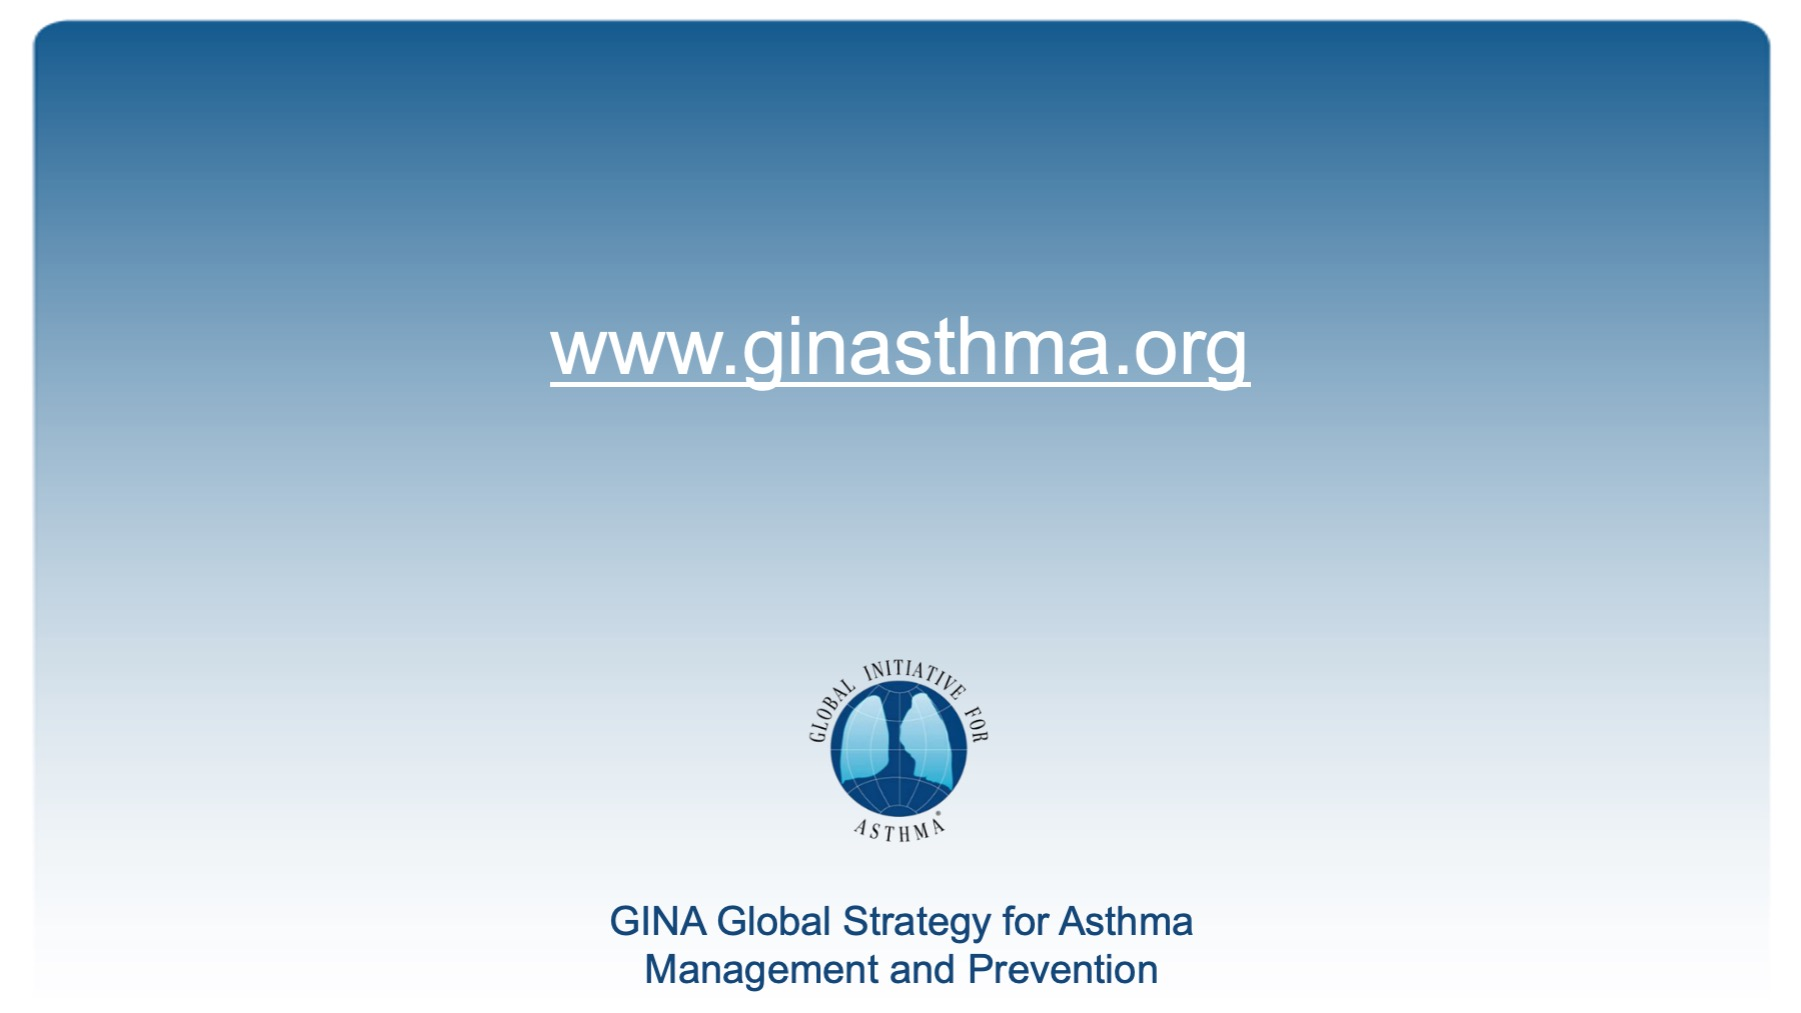 www.ginasthma.org
GLOBAL INITIATIVE FOR
ASTHMA®
GINA Global Strategy for Asthma
Management and Prevention